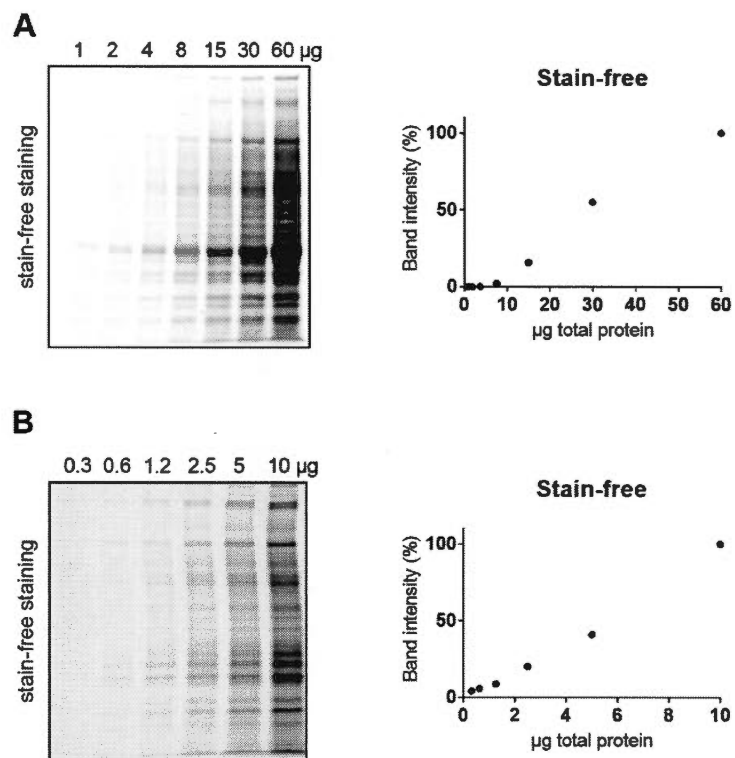 A
1 2 4 8 15 30 60 µg
stain-free staining
Stain-free
Band intensity (%)
100
50
0
0 10 20 30 40 50 60
µg total protein
B
0.3 0.6 1.2 2.5 5 10 µg
stain-free staining
Stain-free
Band intensity (%)
100
50
0
0 2 4 6 8 10
µg total protein